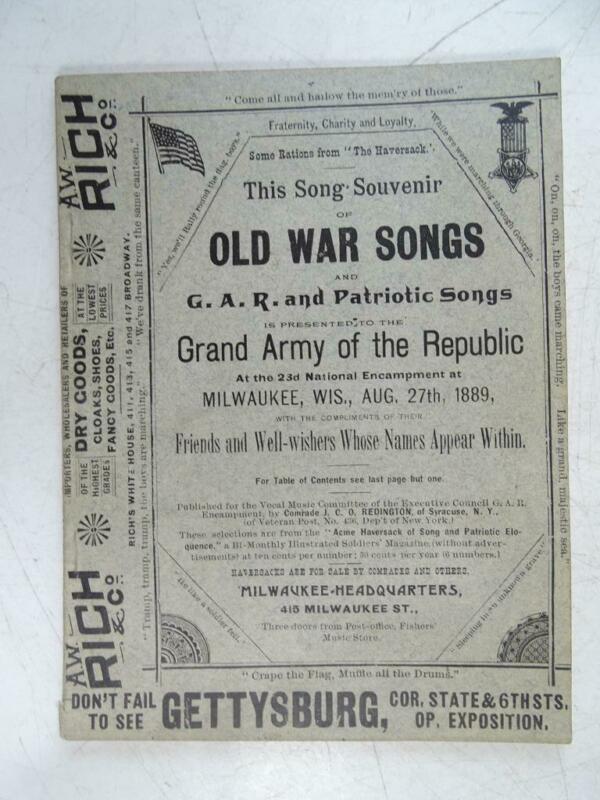 "Come all and hallow the mem'ry of those."
Fraternity, Charity and Loyalty.
"Yet, we'll Rally round the flag, boys."
"While we were marching through Georgia."
Some Rations from "The Haversack."
This Song Souvenir
OF
OLD WAR SONGS
AND
G. A. R. and Patriotic Songs
IS PRESENTED TO THE
Grand Army of the Republic
At the 23d National Encampment at
MILWAUKEE, WIS., AUG. 27th, 1889,
WITH THE COMPLIMENTS OF THEIR
Friends and Well-wishers Whose Names Appear Within.
For Table of Contents see last page but one.
Published for the Vocal Music Committee of the Executive Council G. A. R.
Encampment, by Comrade J. C. O. REDINGTON, of Syracuse, N. Y.,
(of Veteran Post, No. 436, Dep't of New York.)
These selections are from the "Acme Haversack of Song and Patriotic Elo-
quence," a Bi-Monthly Illustrated Soldiers' Magazine, (without adver-
tisements) at ten cents per number; 50 cents per year (6 numbers.)
HAVERSACKS ARE FOR SALE BY COMRADES AND OTHERS.
MILWAUKEE-HEADQUARTERS,
415 MILWAUKEE ST.,
Three doors from Post-office, Fishers'
Music Store.
"He like a soldier fell."
Sleeping in an unknown grave."
"Crape the Flag, Muffle all the Drums."
"On, on, on, the boys came marching, Like a grand, majestic sea."
"Tramp, tramp, tramp, the boys are marching." "We've drank from the same canteen."
A.W. RICH & Co.
IMPORTERS, WHOLESALERS AND RETAILERS OF
OF THE HIGHEST GRADES
DRY GOODS,
CLOAKS, SHOES,
FANCY GOODS, Etc.
AT THE LOWEST PRICES
RICH'S WHITE HOUSE, 411, 413, 415 and 417 BROADWAY.
A.W. RICH & Co.
DON'T FAIL
TO SEE
GETTYSBURG,
COR. STATE & 6TH STS.
OP. EXPOSITION.